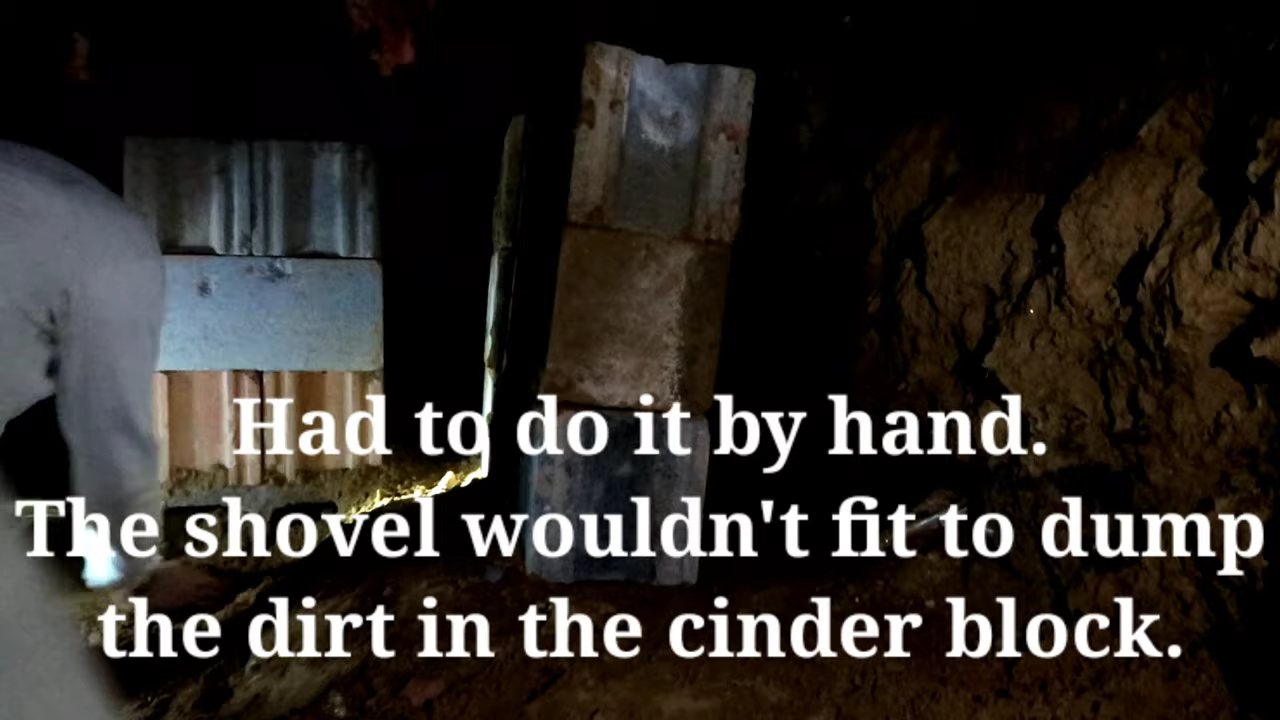 Had to do it by hand.
The shovel wouldn't fit to dump
the dirt in the cinder block.